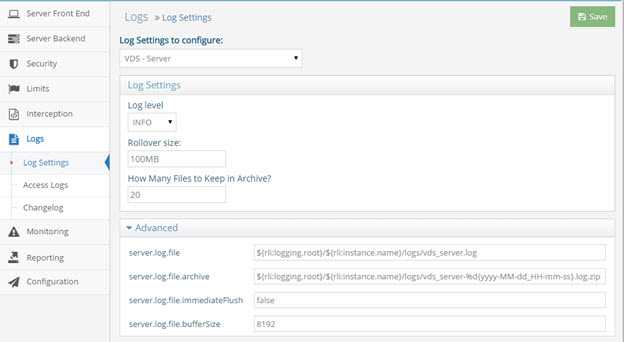 Server Front End
Server Backend
Security
Limits
Interception
Logs
Log Settings
Access Logs
Changelog
Monitoring
Reporting
Configuration
Logs » Log Settings
Save
Log Settings to configure:
VDS - Server
Log Settings
Log level
INFO
Rollover size:
100MB
How Many Files to Keep in Archive?
20
Advanced
server.log.file ${rli:logging.root}/${rli:instance.name}/logs/vds_server.log
server.log.file.archive ${rli:logging.root}/${rli:instance.name}/logs/vds_server-%d{yyyy-MM-dd_HH-mm-ss}.log.zip
server.log.file.immediateFlush false
server.log.file.bufferSize 8192